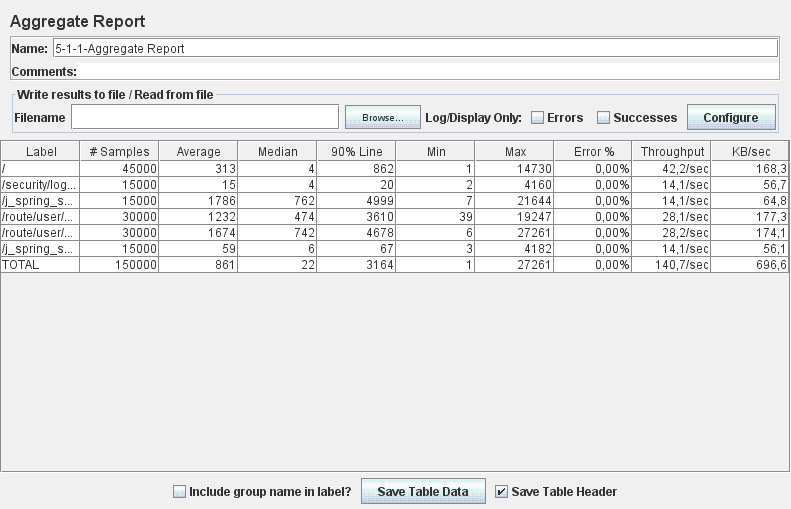 Aggregate Report
Name: 5-1-1-Aggregate Report
Comments:
Write results to file / Read from file
Filename Browse... Log/Display Only: Errors Successes Configure
Label # Samples Average Median 90% Line Min Max Error % Throughput KB/sec
/ 45000 313 4 862 1 14730 0,00% 42,2/sec 168,3
/security/log... 15000 15 4 20 2 4160 0,00% 14,1/sec 56,7
/j_spring_s... 15000 1786 762 4999 7 21644 0,00% 14,1/sec 64,8
/route/user/... 30000 1232 474 3610 39 19247 0,00% 28,1/sec 177,3
/route/user/... 30000 1674 742 4678 6 27261 0,00% 28,2/sec 174,1
/j_spring_s... 15000 59 6 67 3 4182 0,00% 14,1/sec 56,1
TOTAL 150000 861 22 3164 1 27261 0,00% 140,7/sec 696,6
Include group name in label? Save Table Data Save Table Header